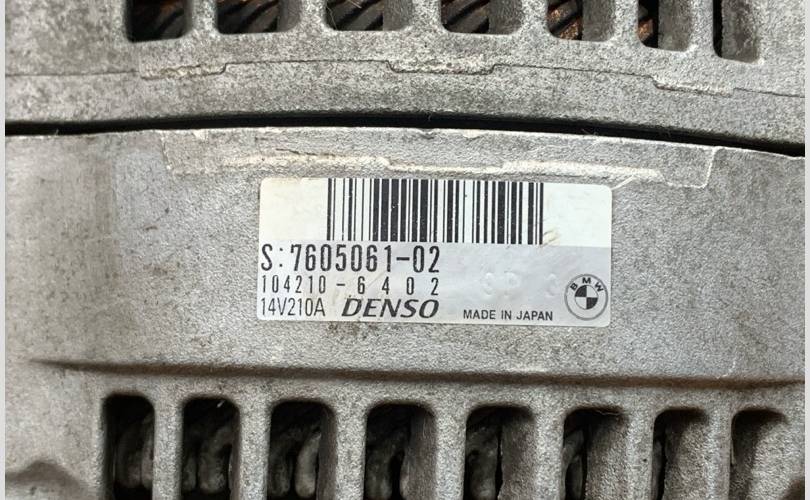 S:7605061-02
104210-6402
14V210A DENSO MADE IN JAPAN
BMW